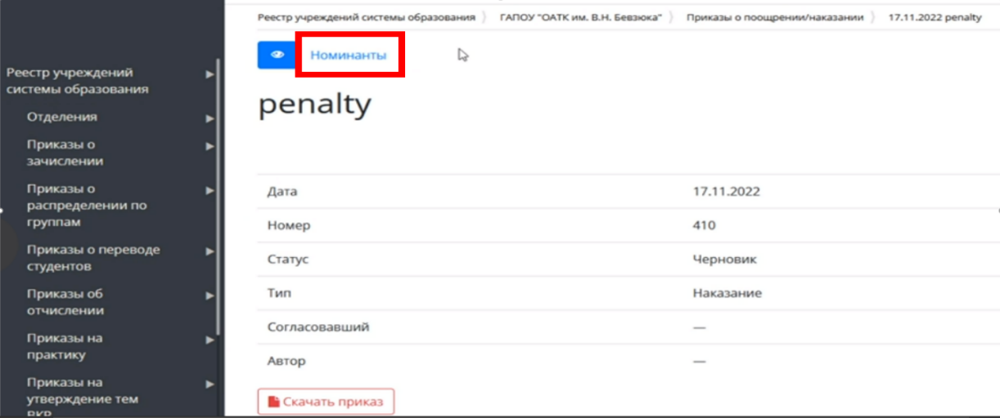 Реестр учреждений системы образования 〉 ГАПОУ "ОАТК им. В.Н. Бевзюка" 〉 Приказы о поощрении/наказании 〉 17.11.2022 penalty
Номинанты
penalty
Дата 17.11.2022
Номер 410
Статус Черновик
Тип Наказание
Согласовавший —
Автор —
Скачать приказ
Реестр учреждений
системы образования
Отделения
Приказы о
зачислении
Приказы о
распределении по
группам
Приказы о переводе
студентов
Приказы об
отчислении
Приказы на
практику
Приказы на
утверждение тем
ВКР